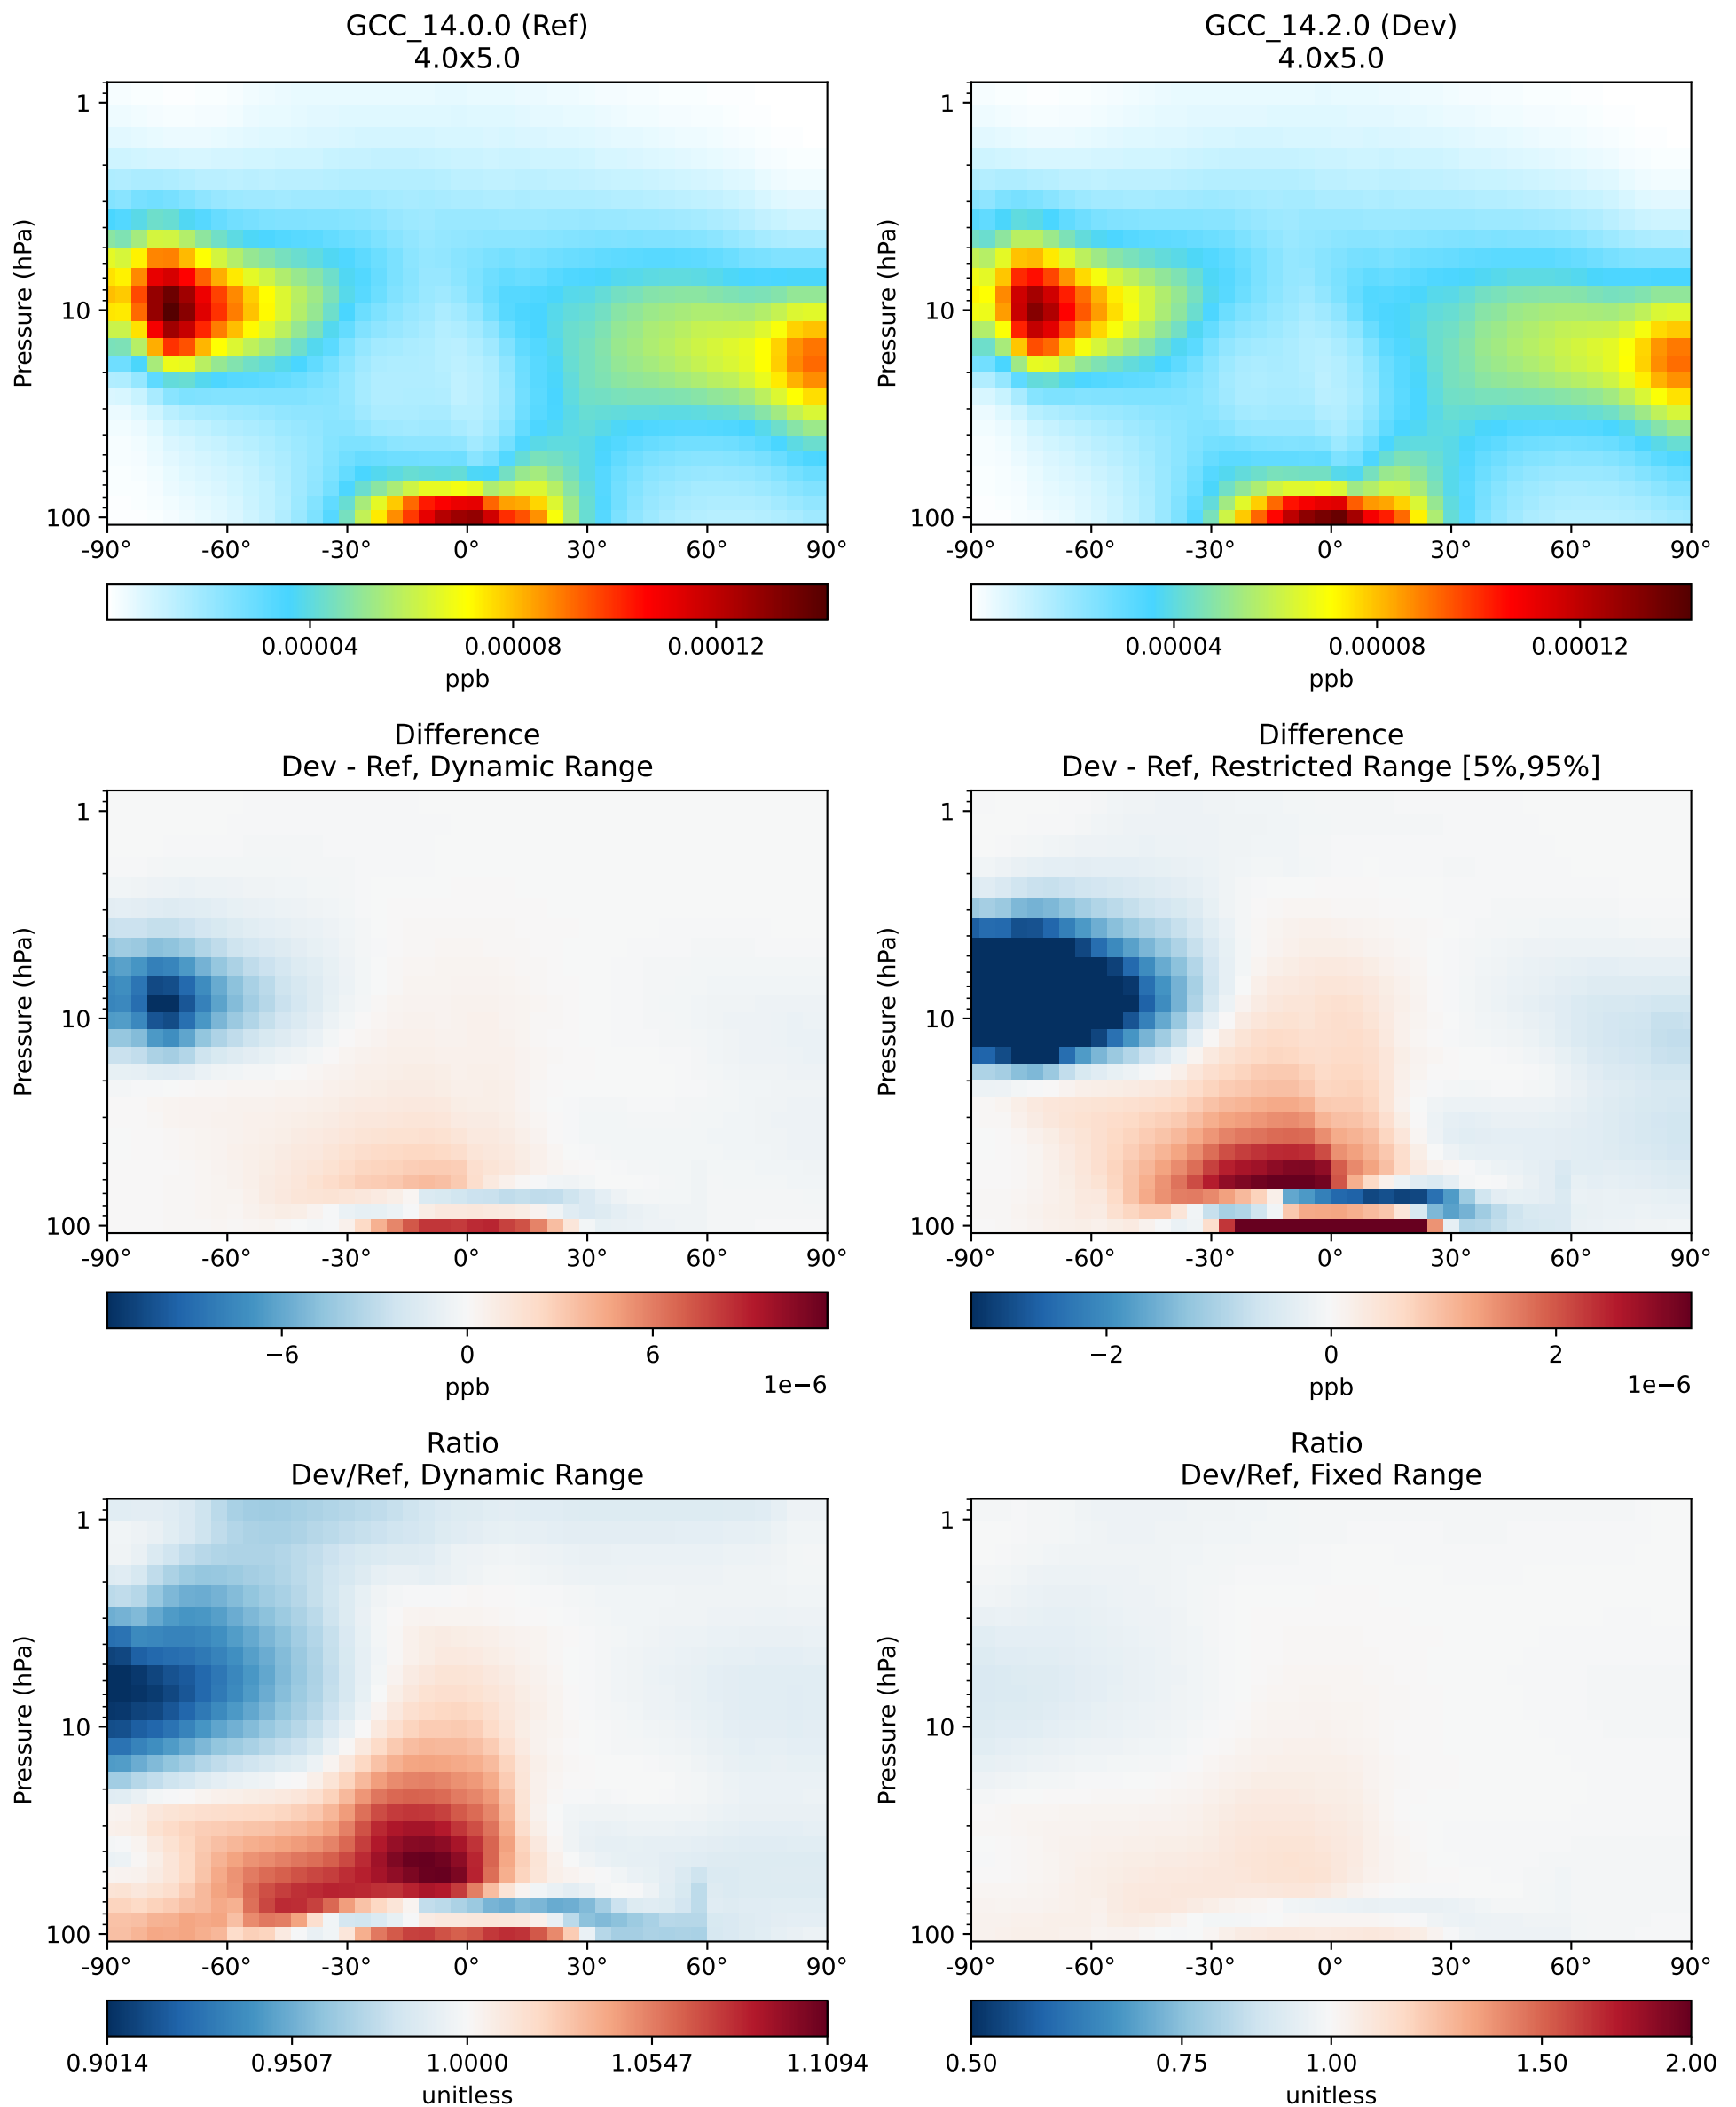 GCC_14.0.0 (Ref)
4.0x5.0
Pressure (hPa)
1
10
100
-90° -60° -30° 0° 30° 60° 90°
0.00004 0.00008 0.00012
ppb
GCC_14.2.0 (Dev)
4.0x5.0
Pressure (hPa)
1
10
100
-90° -60° -30° 0° 30° 60° 90°
0.00004 0.00008 0.00012
ppb
Difference
Dev - Ref, Dynamic Range
Pressure (hPa)
1
10
100
-90° -60° -30° 0° 30° 60° 90°
−6 0 6
ppb
1e−6
Difference
Dev - Ref, Restricted Range [5%,95%]
Pressure (hPa)
1
10
100
-90° -60° -30° 0° 30° 60° 90°
−2 0 2
ppb
1e−6
Ratio
Dev/Ref, Dynamic Range
Pressure (hPa)
1
10
100
-90° -60° -30° 0° 30° 60° 90°
0.9014 0.9507 1.0000 1.0547 1.1094
unitless
Ratio
Dev/Ref, Fixed Range
Pressure (hPa)
1
10
100
-90° -60° -30° 0° 30° 60° 90°
0.50 0.75 1.00 1.50 2.00
unitless